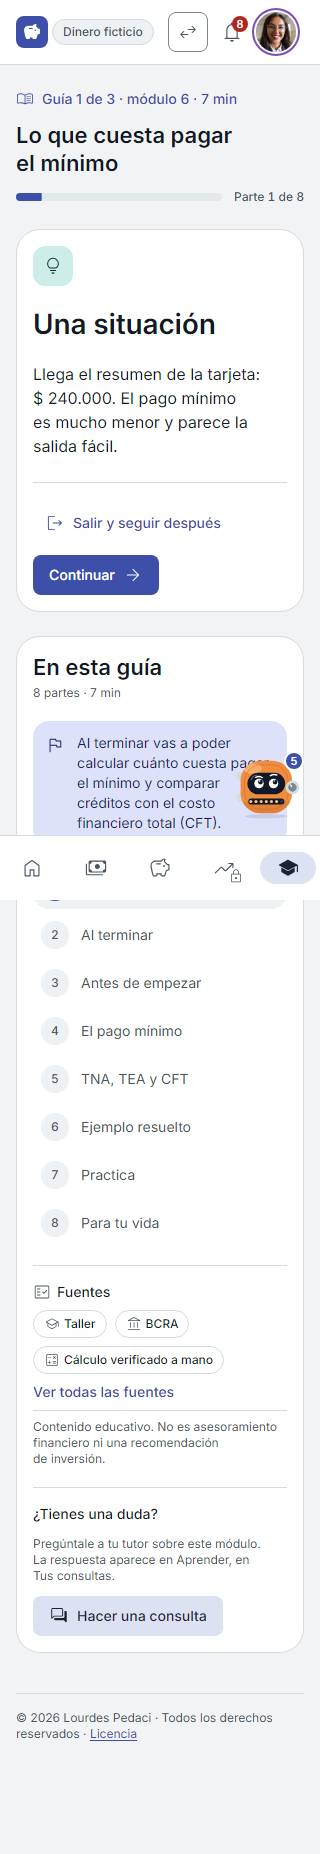 Dinero ficticio
8
Guía 1 de 3 · módulo 6 · 7 min
Lo que cuesta pagar
el mínimo
Parte 1 de 8
Una situación
Llega el resumen de la tarjeta:
$ 240.000. El pago mínimo
es mucho menor y parece la
salida fácil.
Salir y seguir después
Continuar
En esta guía
8 partes · 7 min
Al terminar vas a poder
calcular cuánto cuesta
el mínimo y comparar
créditos con el costo
financiero total (CFT).
5
2 Al terminar
3 Antes de empezar
4 El pago mínimo
5 TNA, TEA y CFT
6 Ejemplo resuelto
7 Practica
8 Para tu vida
Fuentes
Taller
BCRA
Cálculo verificado a mano
Ver todas las fuentes
Contenido educativo. No es asesoramiento
financiero ni una recomendación
de inversión.
¿Tienes una duda?
Pregúntale a tu tutor sobre este módulo.
La respuesta aparece en Aprender, en
Tus consultas.
Hacer una consulta
© 2026 Lourdes Pedaci · Todos los derechos
reservados · Licencia